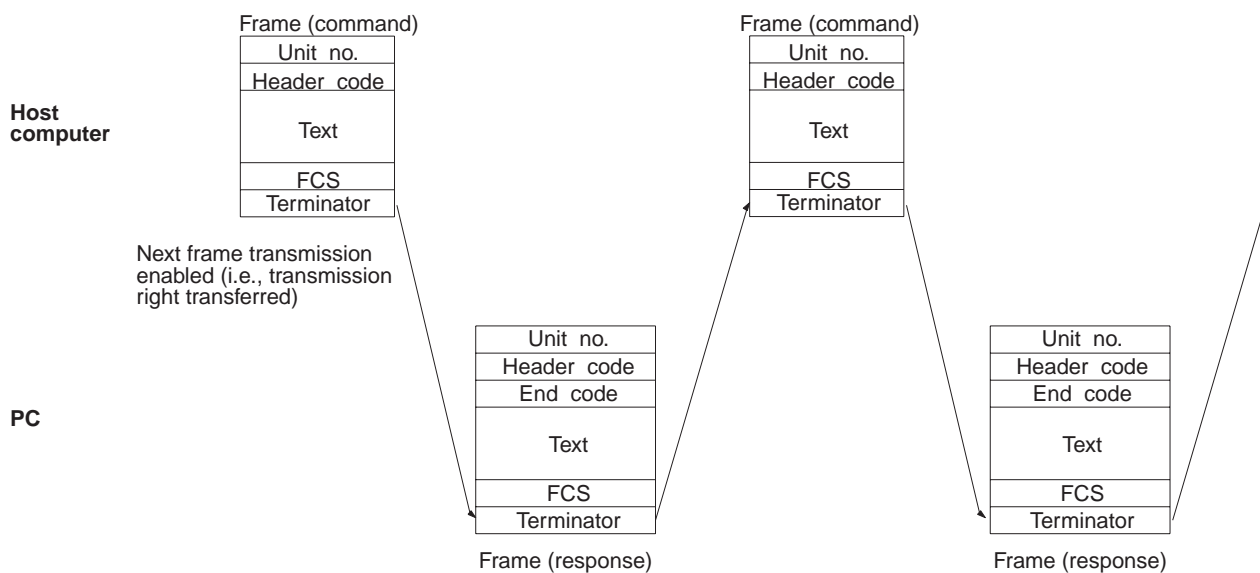 Frame (command)
Unit no.
Header code
Text
FCS
Terminator
Frame (command)
Unit no.
Header code
Text
FCS
Terminator
Host
computer
Next frame transmission
enabled (i.e., transmission
right transferred)
Unit no.
Header code
End code
Text
FCS
Terminator
Frame (response)
Unit no.
Header code
End code
Text
FCS
Terminator
Frame (response)
PC